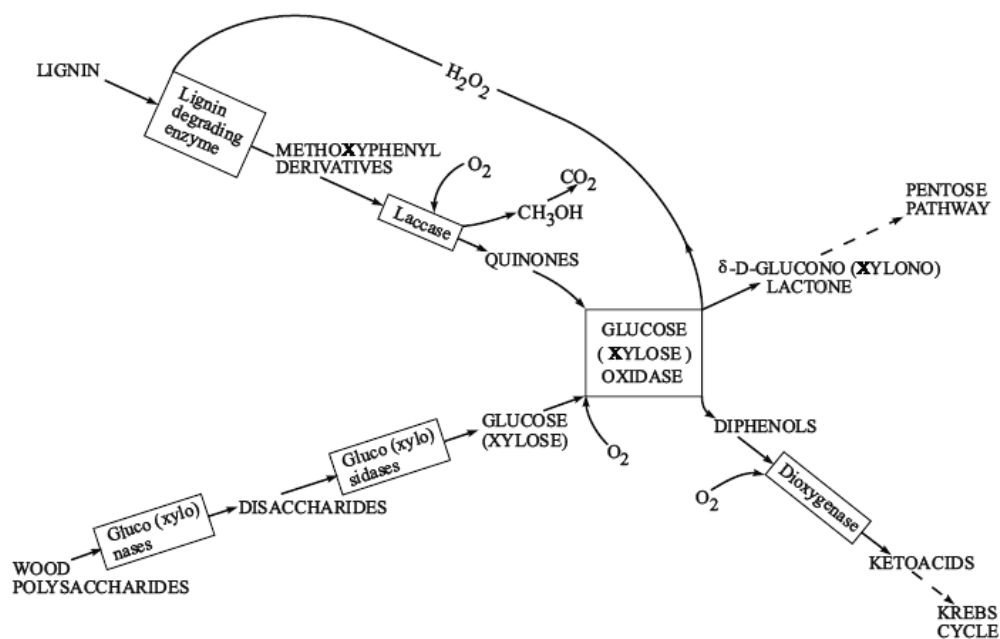 LIGNIN
H₂O₂
Lignin
degrading
enzyme
METHOXYPHENYL
DERIVATIVES
O₂
CO₂
CH₃OH
Laccase
QUINONES
PENTOSE
PATHWAY
δ-D-GLUCONO (XYLONO)
LACTONE
GLUCOSE
( XYLOSE )
OXIDASE
GLUCOSE
(XYLOSE)
O₂
DIPHENOLS
Gluco (xylo)
sidases
DISACCHARIDES
Gluco (xylo)
nases
WOOD
POLYSACCHARIDES
O₂
Dioxygenase
KETOACIDS
KREBS
CYCLE